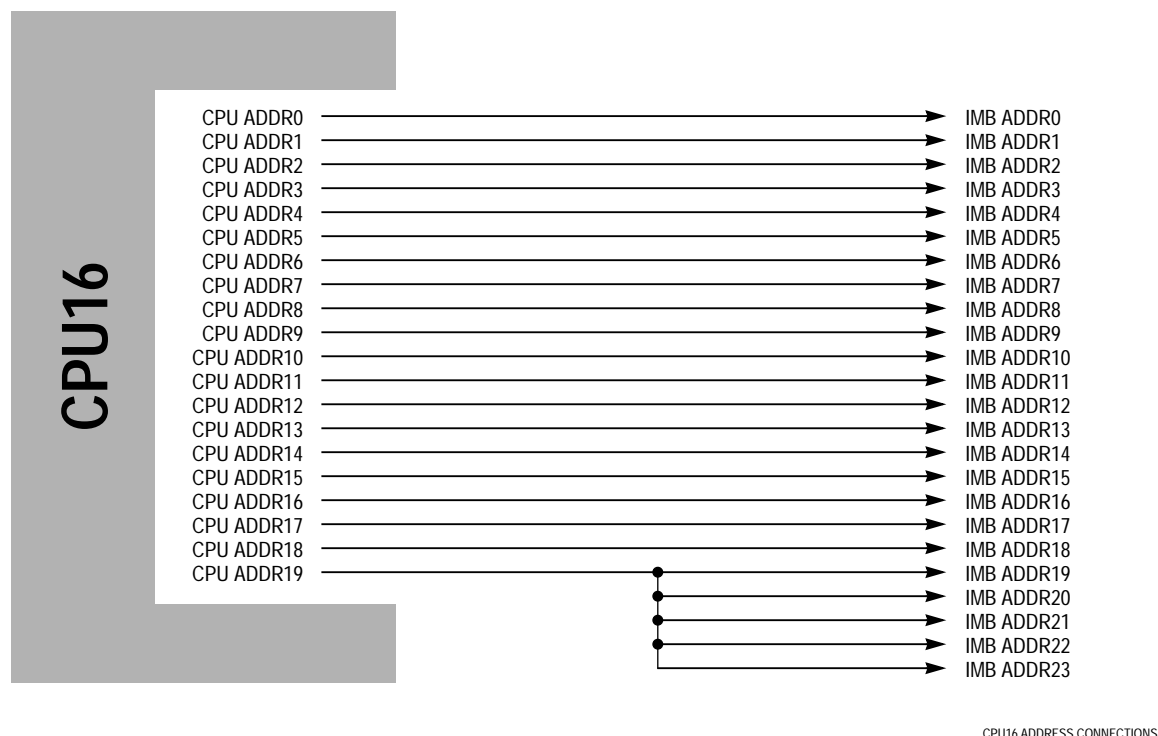 CPU16
CPU ADDR0 IMB ADDR0
CPU ADDR1 IMB ADDR1
CPU ADDR2 IMB ADDR2
CPU ADDR3 IMB ADDR3
CPU ADDR4 IMB ADDR4
CPU ADDR5 IMB ADDR5
CPU ADDR6 IMB ADDR6
CPU ADDR7 IMB ADDR7
CPU ADDR8 IMB ADDR8
CPU ADDR9 IMB ADDR9
CPU ADDR10 IMB ADDR10
CPU ADDR11 IMB ADDR11
CPU ADDR12 IMB ADDR12
CPU ADDR13 IMB ADDR13
CPU ADDR14 IMB ADDR14
CPU ADDR15 IMB ADDR15
CPU ADDR16 IMB ADDR16
CPU ADDR17 IMB ADDR17
CPU ADDR18 IMB ADDR18
CPU ADDR19 IMB ADDR19
IMB ADDR20
IMB ADDR21
IMB ADDR22
IMB ADDR23
CPU16 ADDRESS CONNECTIONS